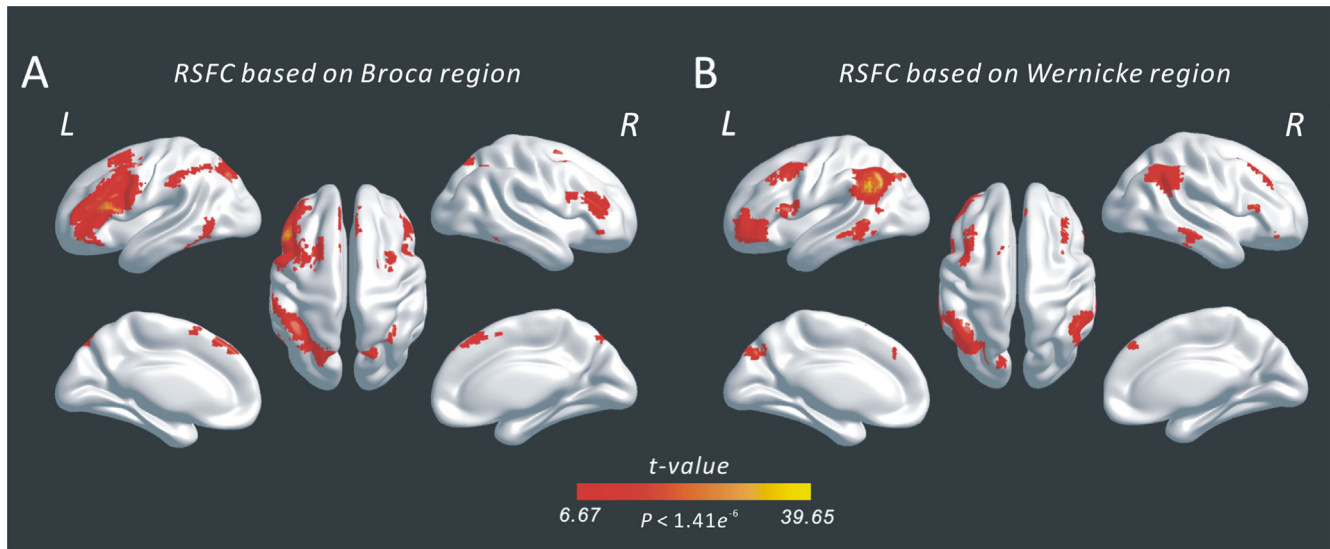 A
RSFC based on Broca region
L
R
B
RSFC based on Wernicke region
L
R
t-value
6.67 P < 1.41e⁻⁶ 39.65